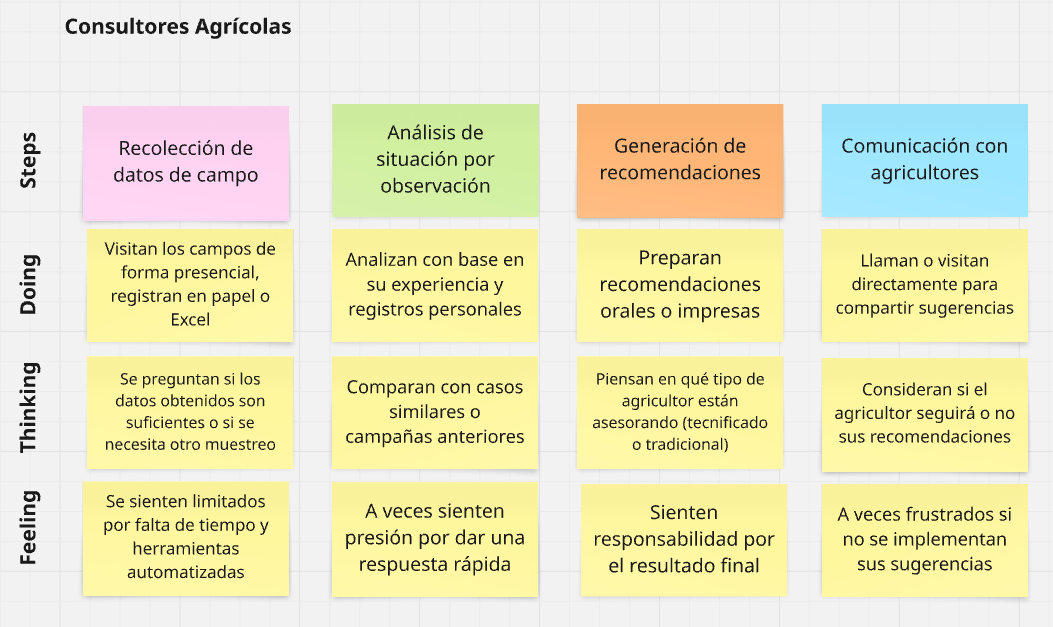 Consultores Agrícolas
Steps
Recolección de
datos de campo
Análisis de
situación por
observación
Generación de
recomendaciones
Comunicación con
agricultores
Doing
Visitan los campos de
forma presencial,
registran en papel o
Excel
Analizan con base en
su experiencia y
registros personales
Preparan
recomendaciones
orales o impresas
Llaman o visitan
directamente para
compartir sugerencias
Thinking
Se preguntan si los
datos obtenidos son
suficientes o si se
necesita otro muestreo
Comparan con casos
similares o
campañas anteriores
Piensan en qué tipo de
agricultor están
asesorando (tecnificado
o tradicional)
Consideran si el
agricultor seguirá o no
sus recomendaciones
Feeling
Se sienten limitados
por falta de tiempo y
herramientas
automatizadas
A veces sienten
presión por dar una
respuesta rápida
Sienten
responsabilidad por
el resultado final
A veces frustrados si
no se implementan
sus sugerencias